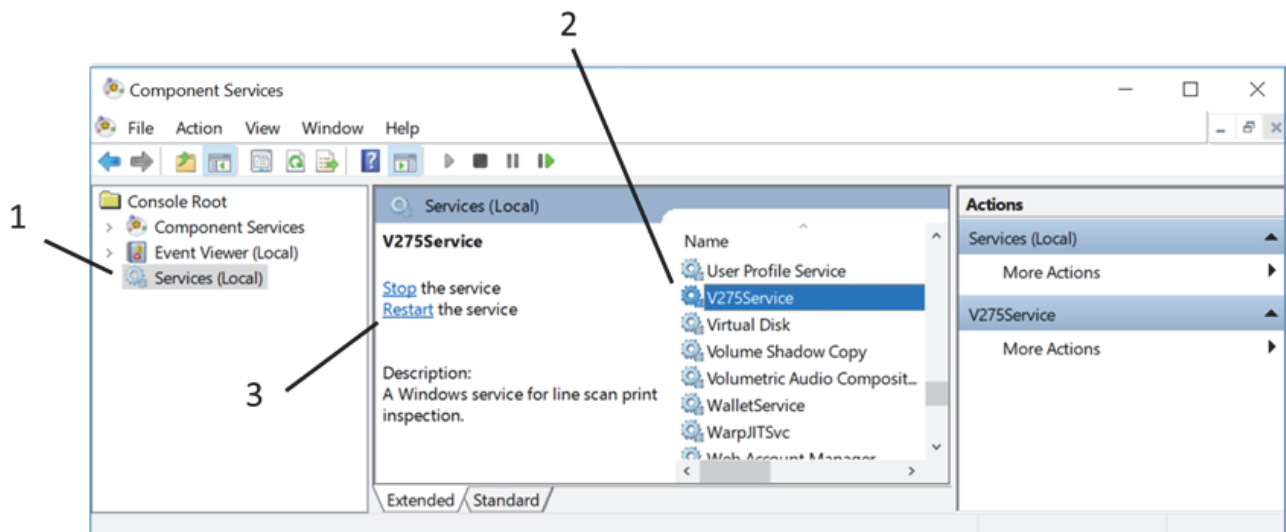 2
Component Services
File Action View Window Help
1
Console Root
Component Services
Event Viewer (Local)
Services (Local)
Services (Local)
V275Service
Stop the service
Restart the service
3
Description:
A Windows service for line scan print
inspection.
Name
User Profile Service
V275Service
Virtual Disk
Volume Shadow Copy
Volumetric Audio Composit...
WalletService
WarpJITSvc
Web Account Manager
Extended Standard
Actions
Services (Local)
More Actions
V275Service
More Actions